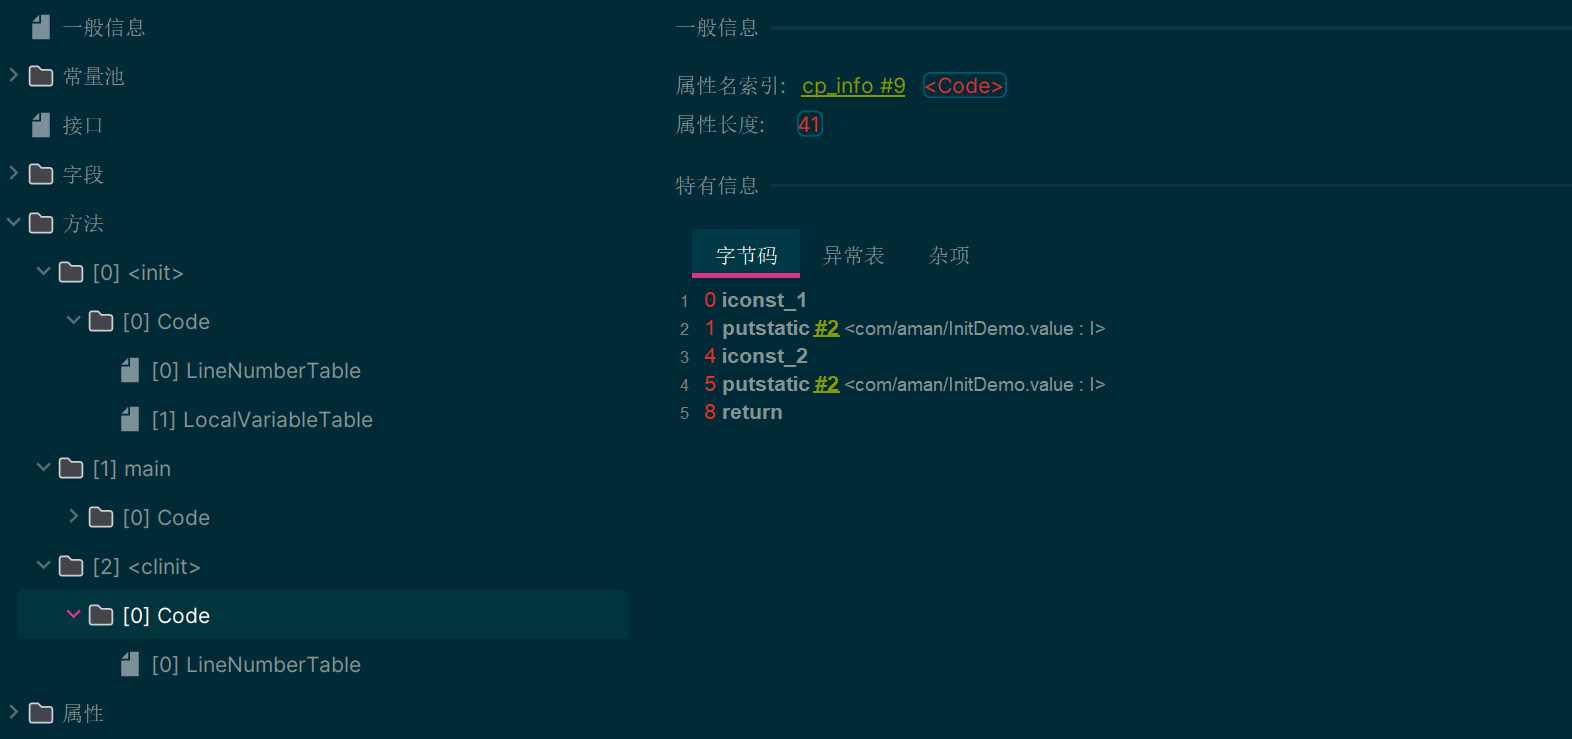 一般信息
常量池
接口
字段
方法
[0] <init>
[0] Code
[0] LineNumberTable
[1] LocalVariableTable
[1] main
[0] Code
[2] <clinit>
[0] Code
[0] LineNumberTable
属性
一般信息
属性名索引: cp_info #9 <Code>
属性长度: 41
特有信息
字节码 异常表 杂项
1 0 iconst_1
2 1 putstatic #2 <com/aman/InitDemo.value : I>
3 4 iconst_2
4 5 putstatic #2 <com/aman/InitDemo.value : I>
5 8 return